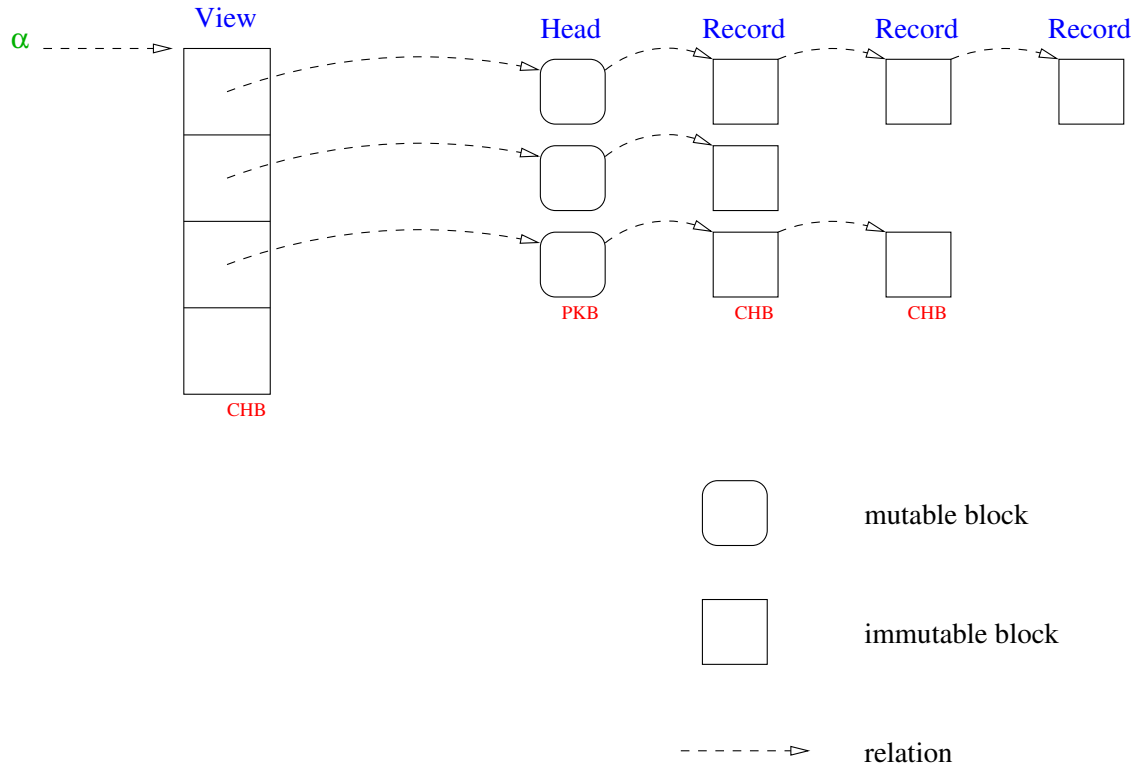 View
α
Head Record Record Record
PKB CHB CHB
CHB
mutable block
immutable block
relation